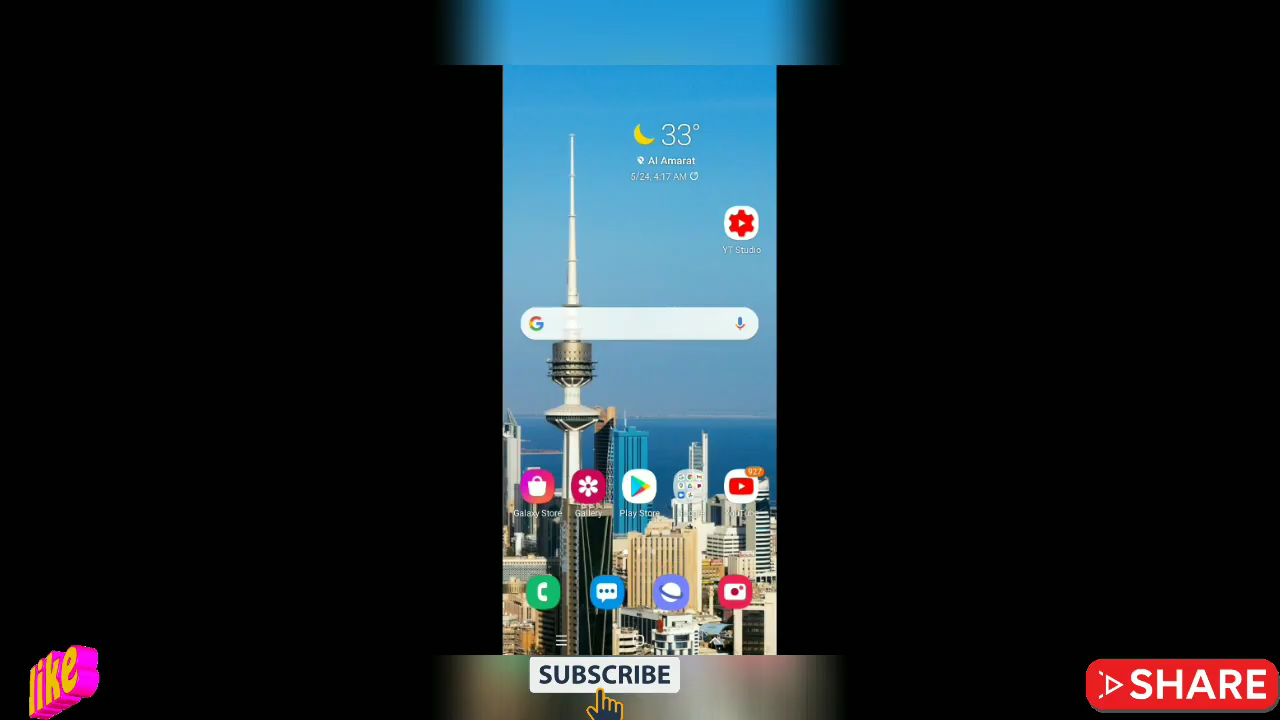 33°
Al Amarat
5/24, 4:17 AM
YT Studio
G
927
Galaxy Store
Gallery
Play Store
YouTube
like
SUBSCRIBE
SHARE